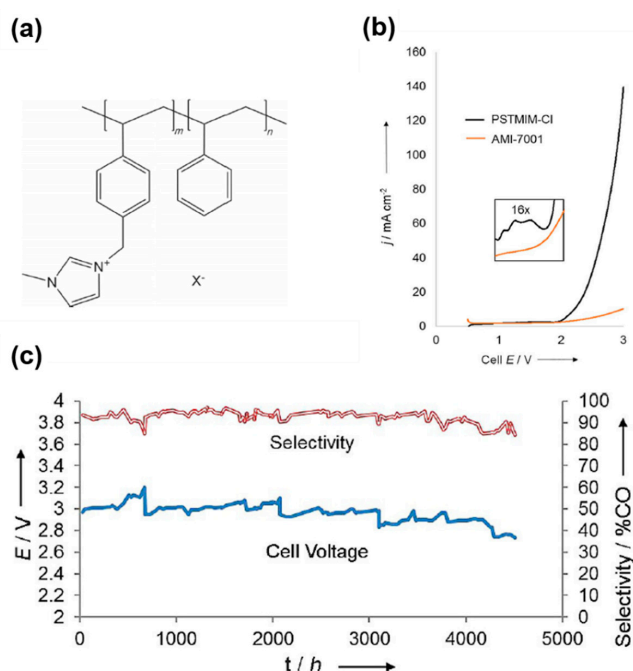 (a)
m
n
N
N+
X-
(b)
160
140
120
100
80
60
40
20
0
j / mA cm-2
PSTMIM-Cl
AMI-7001
16x
1
2
3
Cell E / V
(c)
4
3.8
3.6
3.4
3.2
3
2.8
2.6
2.4
2.2
2
E / V
Selectivity
Cell Voltage
100
90
80
70
60
50
40
30
20
10
0
Selectivity / %CO
0
1000
2000
3000
4000
5000
t / h